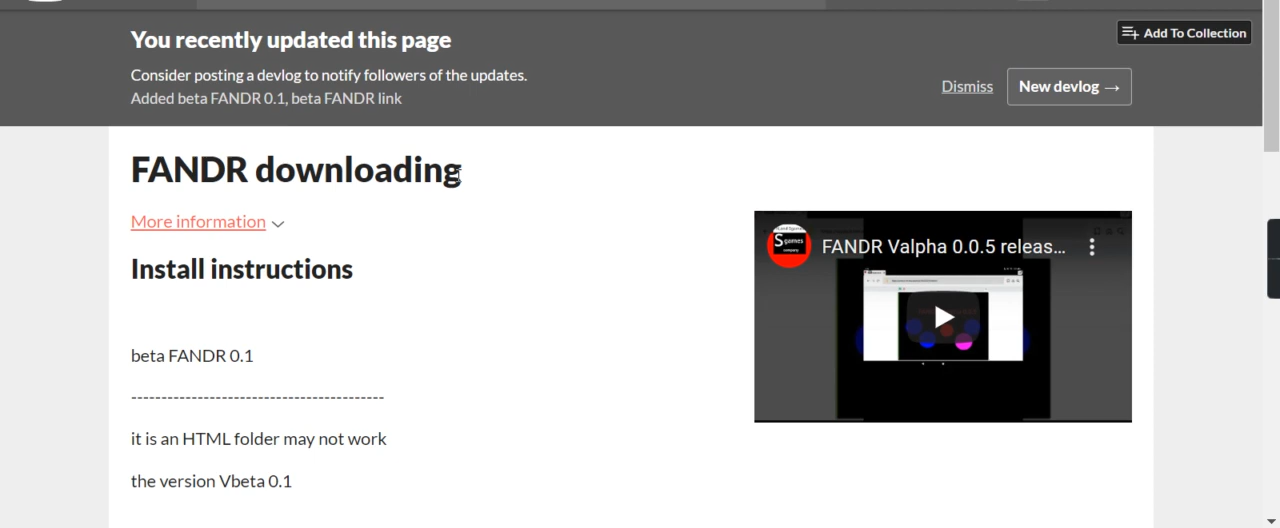 You recently updated this page
Add To Collection
Consider posting a devlog to notify followers of the updates.
Dismiss
New devlog →
Added beta FANDR 0.1, beta FANDR link
FANDR downloading
More information
Install instructions
S games
company
FANDR Valpha 0.0.5 releas...
beta FANDR 0.1
------------------------------------------
it is an HTML folder may not work
the version Vbeta 0.1